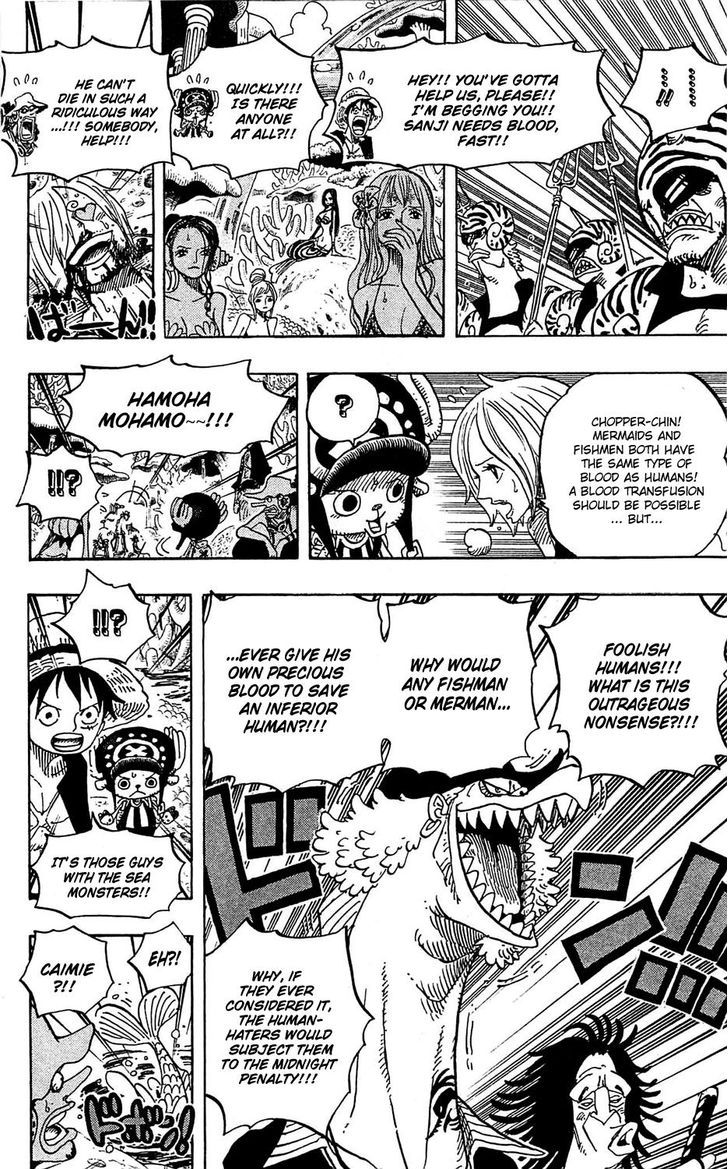 !!
!!
HEY!! YOU'VE GOTTA
HELP US, PLEASE!!
I'M BEGGING YOU!!
SANJI NEEDS BLOOD,
FAST!!
QUICKLY!!!
IS THERE
ANYONE
AT ALL?!!
HE CAN'T
DIE IN SUCH A
RIDICULOUS WAY
...!!! SOMEBODY,
HELP!!!
ばーん!!
CHOPPER-CHIN!
MERMAIDS AND
FISHMEN BOTH HAVE
THE SAME TYPE OF
BLOOD AS HUMANS!
A BLOOD TRANSFUSION
SHOULD BE POSSIBLE
... BUT...
?
HAMOHA
MOHAMO~~!!!
!!?
FOOLISH
HUMANS!!!
WHAT IS THIS
OUTRAGEOUS
NONSENSE?!!!
WHY WOULD
ANY FISHMAN
OR MERMAN...
...EVER GIVE HIS
OWN PRECIOUS
BLOOD TO SAVE
AN INFERIOR
HUMAN?!!!
ドドーン
WHY, IF
THEY EVER
CONSIDERED IT,
THE HUMAN-
HATERS WOULD
SUBJECT THEM
TO THE MIDNIGHT
PENALTY!!!
!!?
IT'S THOSE GUYS
WITH THE SEA
MONSTERS!!
EH?!
CAIMIE
?!!